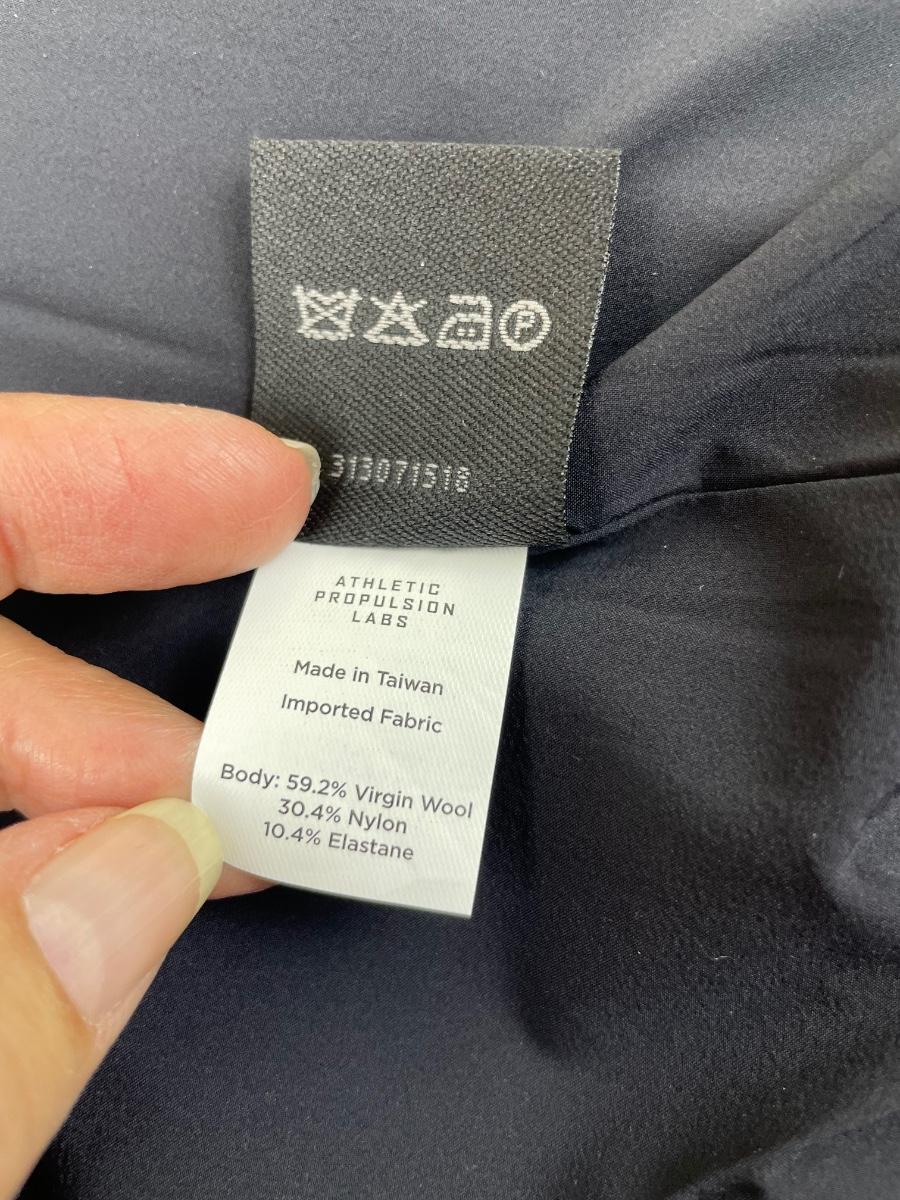 P
313071518
ATHLETIC
PROPULSION
LABS
Made in Taiwan
Imported Fabric
Body: 59.2% Virgin Wool
30.4% Nylon
10.4% Elastane